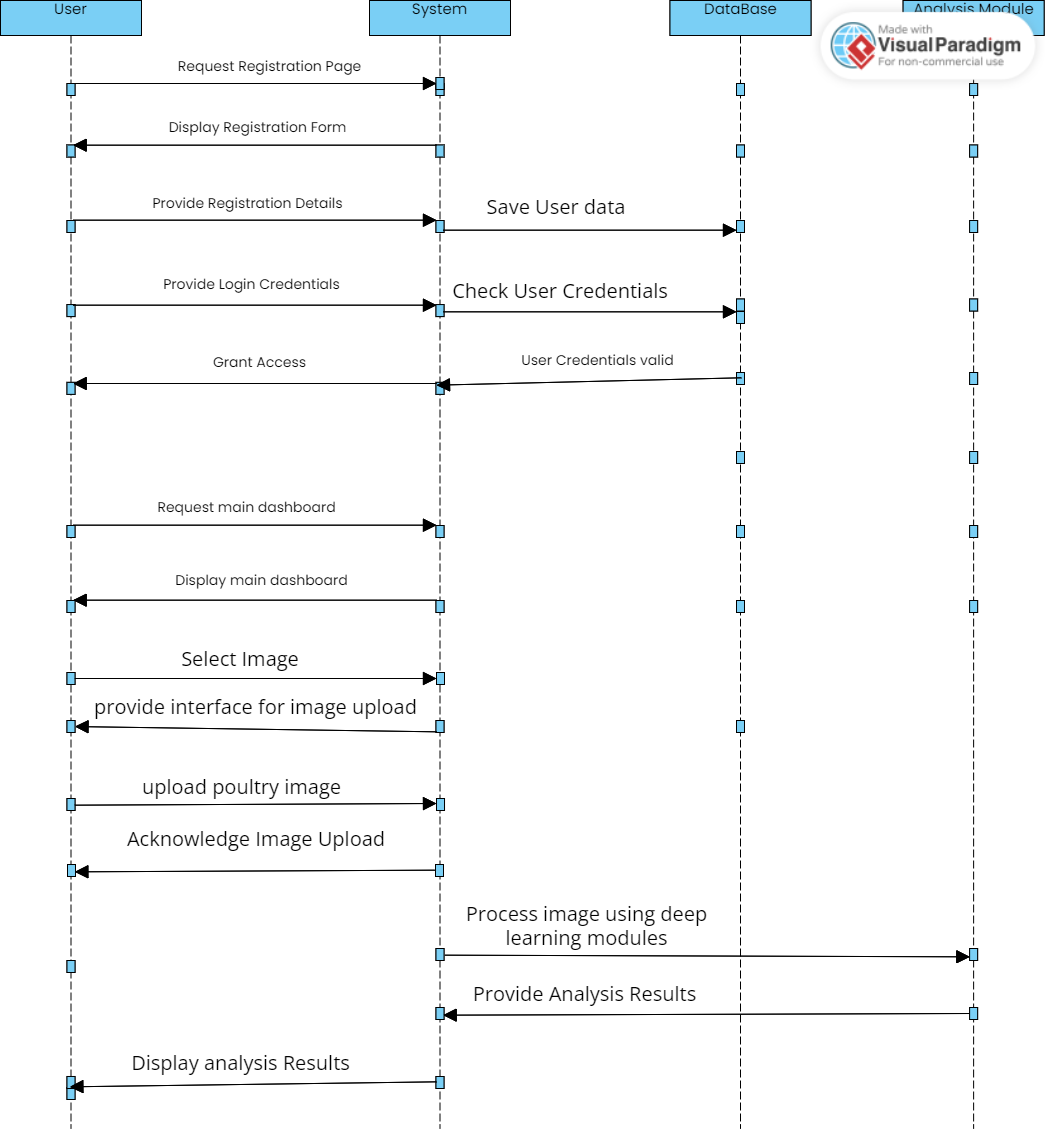 User
System
DataBase
Analysis Module
Made with
Visual Paradigm
For non-commercial use
Request Registration Page
Display Registration Form
Provide Registration Details
Save User data
Provide Login Credentials
Check User Credentials
Grant Access
User Credentials valid
Request main dashboard
Display main dashboard
Select Image
provide interface for image upload
upload poultry image
Acknowledge Image Upload
Process image using deep
learning modules
Provide Analysis Results
Display analysis Results